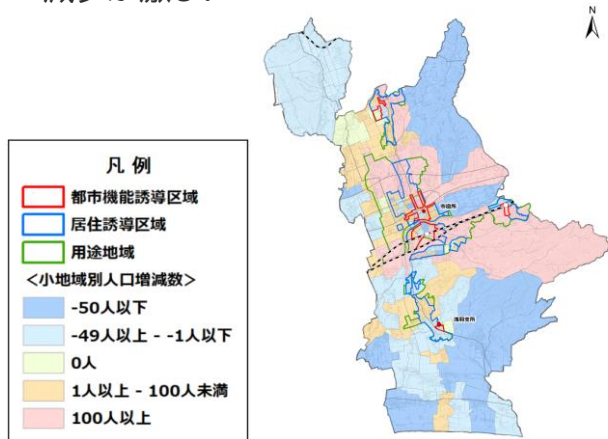 N
凡 例
都市機能誘導区域
居住誘導区域
用途地域
<小地域別人口増減数>
-50人以下
-49人以上 - -1人以下
0人
1人以上 - 100人未満
100人以上
市役所